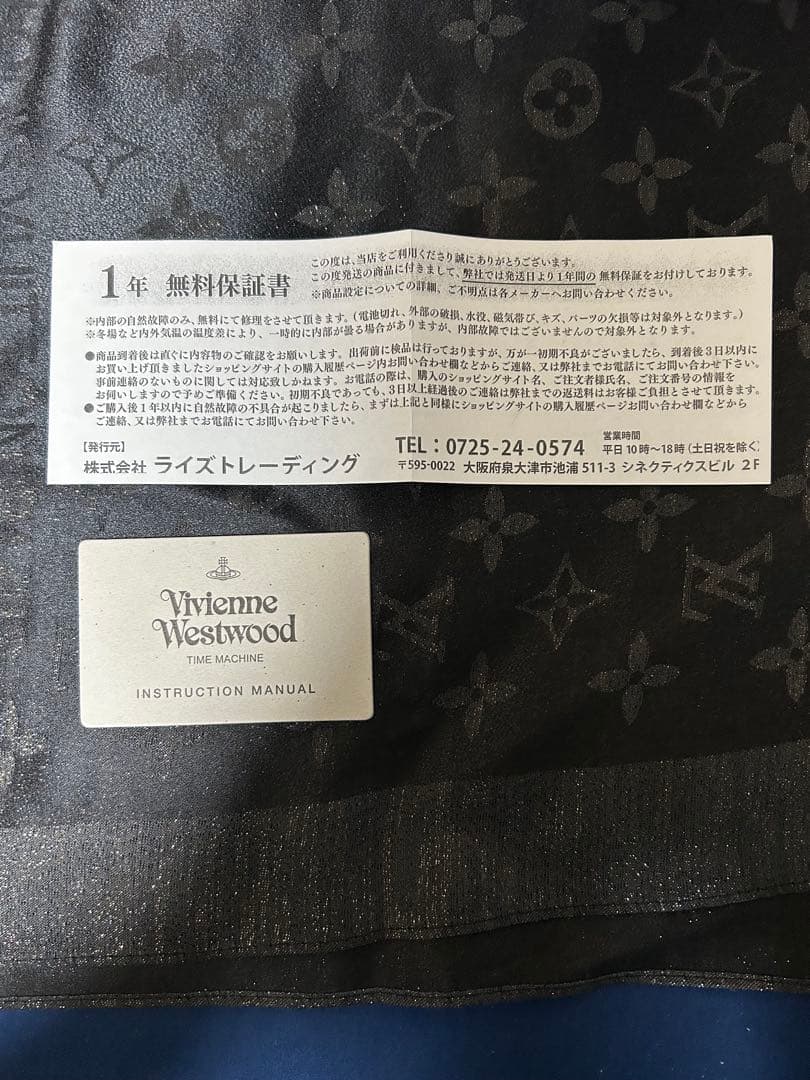 1年 無料保証書
この度は、当店をご利用くださり誠にありがとうございます。
この度発送の商品に付きまして、弊社では発送日より1年間の 無料保証をお付けしております。
※商品設定についての詳細、ご不明点は各メーカーへお問い合わせください。
※内部の自然故障のみ、無料にて修理をさせて頂きます。(電池切れ、外部の破損、水没、磁気帯び、キズ、パーツの欠損等は対象外となります。)
※冬場など内外気温の温度差により、一時的に内部が曇る場合がありますが、内部故障ではございませんので対象外となります。
●商品到着後は直ぐに内容物のご確認をお願いします。出荷前に検品は行っておりますが、万が一初期不良がございましたら、到着後3日以内に
お買い上げ頂きましたショッピングサイトの購入履歴ページ内お問い合わせ欄などからご連絡、又は弊社までお電話にてお問い合わせ下さい。
事前連絡のないものに関しては対応致しかねます。お電話の際は、購入のショッピングサイト名、ご注文者様氏名、ご注文番号の情報を
お伺いしますので予めご準備ください。初期不良であっても、3日以上経過後のご連絡は弊社までの返送料はお客様ご負担とさせて頂きます。
●ご購入後1年以内に自然故障の不具合が起こりましたら、まずは上記と同様にショッピングサイトの購入履歴ページお問い合わせ欄などから
ご連絡、又は弊社までお電話にてお問い合わせ下さい。
【発行元】
株式会社 ライズトレーディング
TEL:0725-24-0574
営業時間
平日10時〜18時(土日祝を除く)
〒595-0022 大阪府泉大津市池浦511-3 シネクティクスビル 2F
Vivienne
Westwood
TIME MACHINE
INSTRUCTION MANUAL